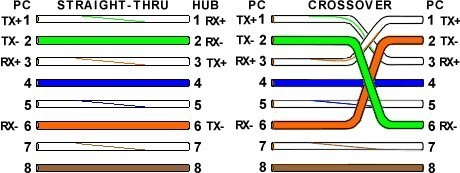 PC STRAIGHT-THRU HUB PC CROSSOVER PC
TX+ 1 1 RX+ TX+ 1 1 TX+
TX- 2 2 RX- TX- 2 2 TX-
RX+ 3 3 TX+ RX+ 3 3 RX+
4 4 4 4
5 5 5 5
RX- 6 6 TX- RX- 6 6 RX-
7 7 7 7
8 8 8 8